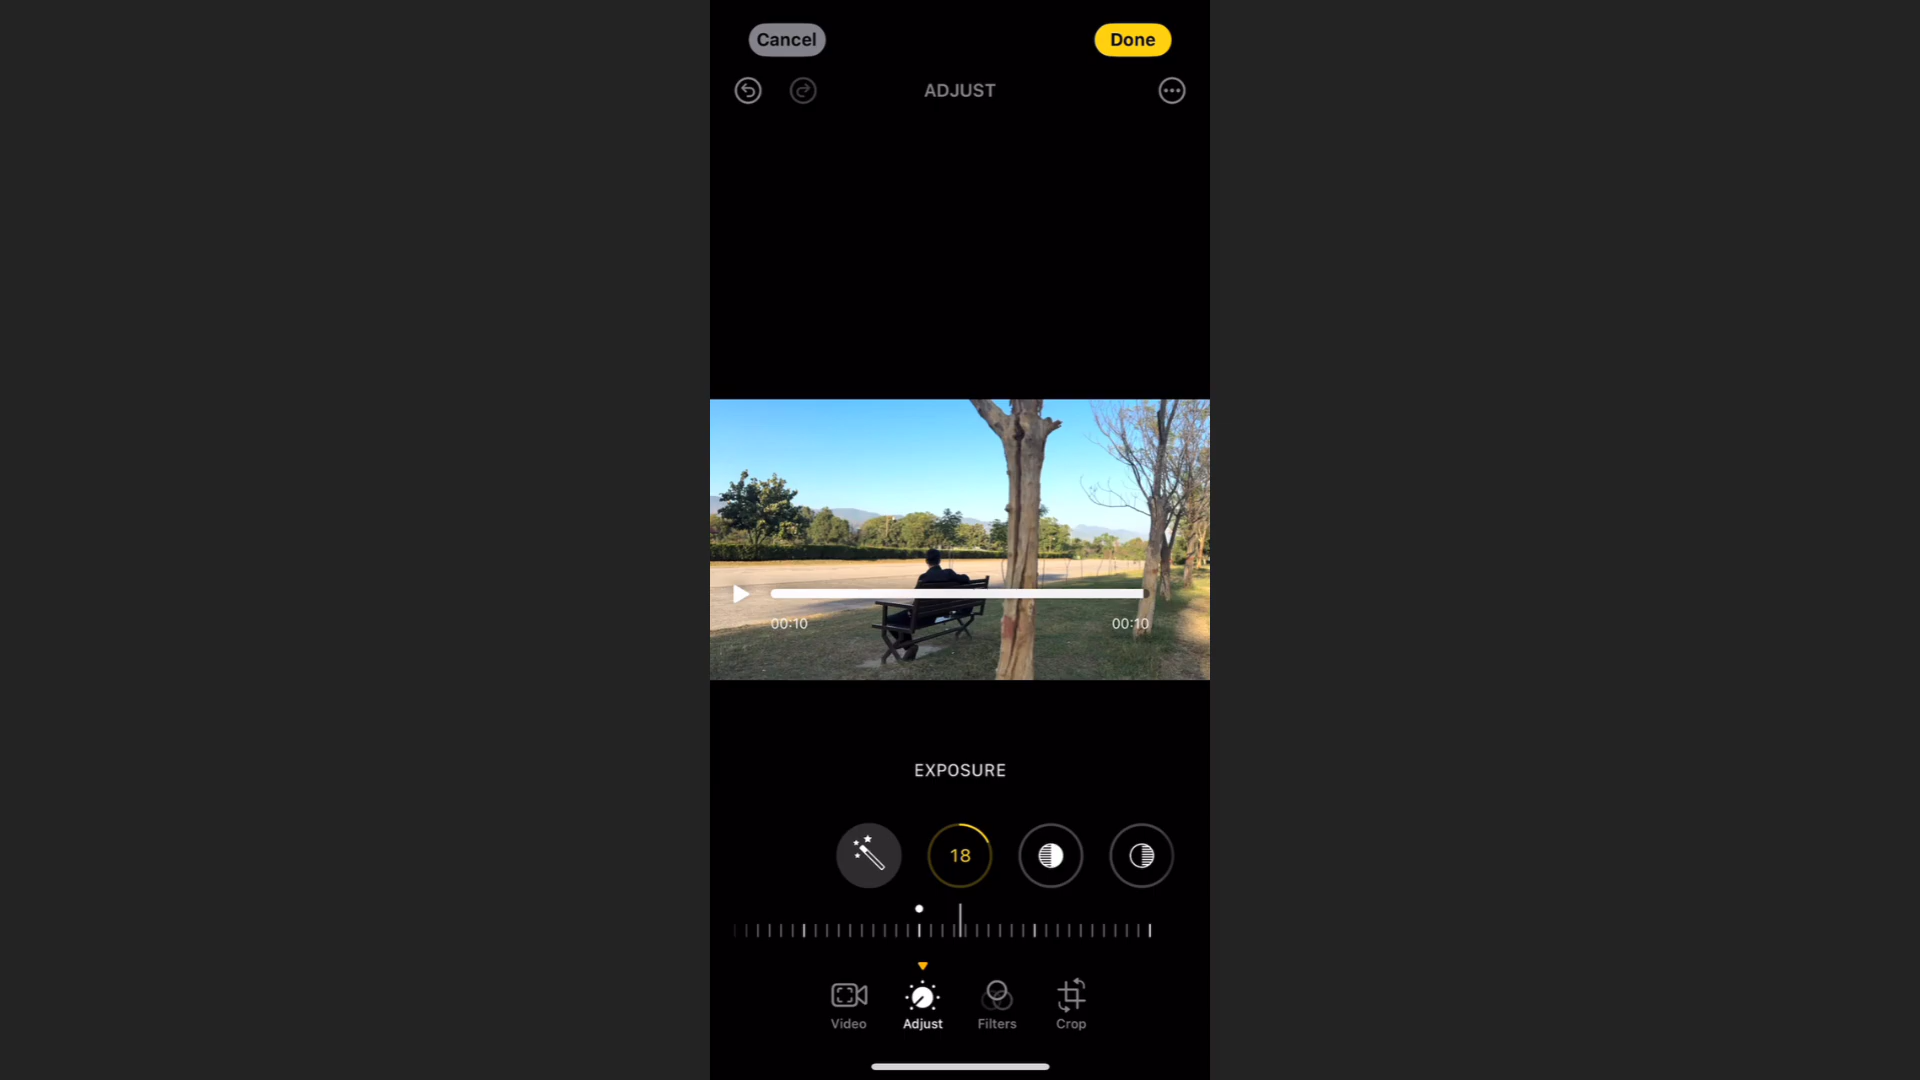 Cancel
Done
ADJUST
00:10
00:10
EXPOSURE
18
Video
Adjust
Filters
Crop